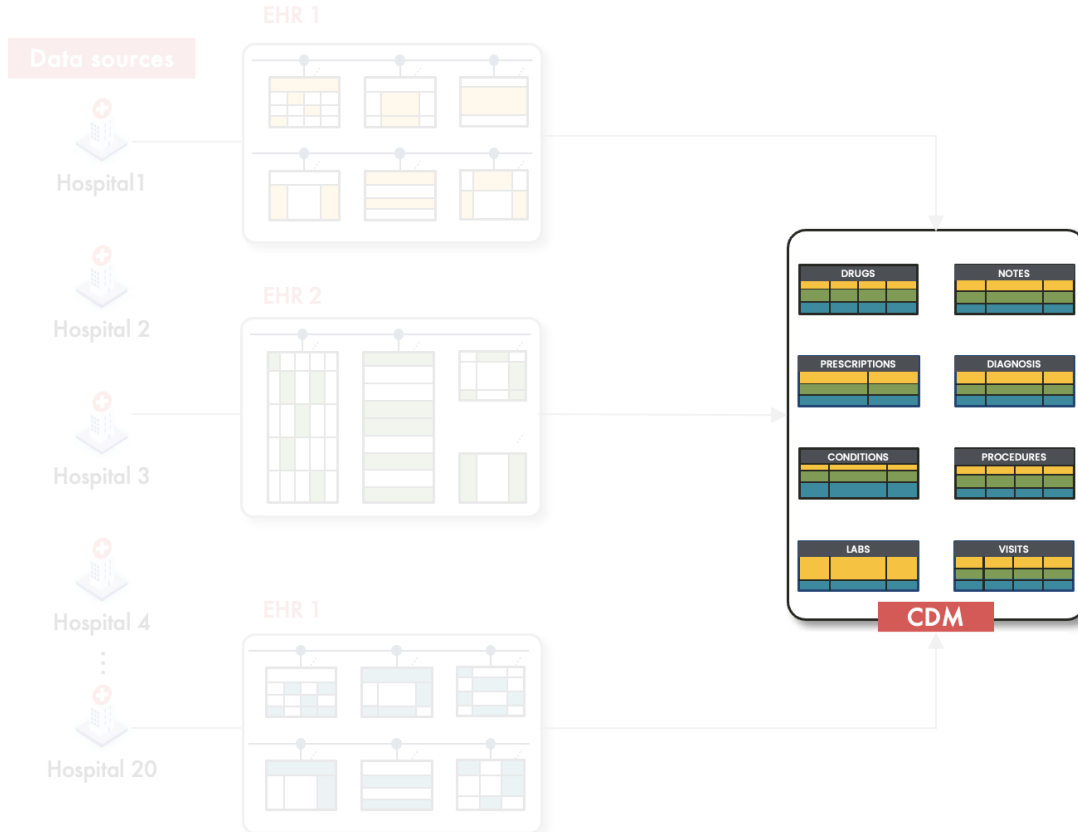 EHR 1
Data sources
Hospital1
Hospital 2
EHR 2
Hospital 3
Hospital 4
EHR 1
Hospital 20
DRUGS
NOTES
PRESCRIPTIONS
DIAGNOSIS
CONDITIONS
PROCEDURES
LABS
VISITS
CDM